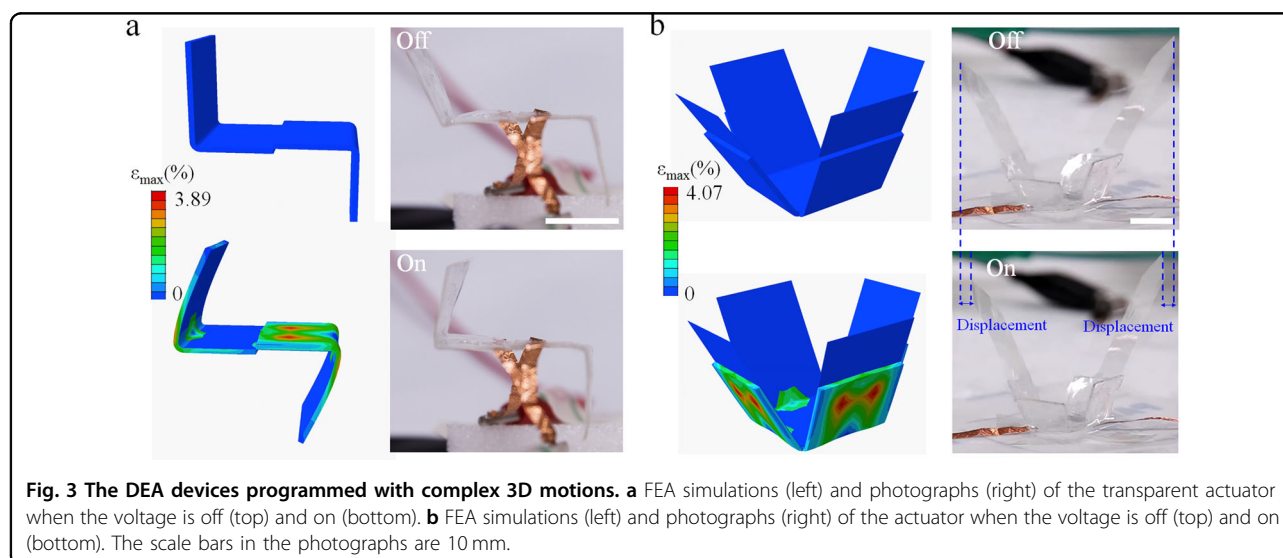 a
Off
ε_max(%)
3.89
0
On
b
Off
ε_max(%)
4.07
0
On
Displacement Displacement
Fig. 3 The DEA devices programmed with complex 3D motions. a FEA simulations (left) and photographs (right) of the transparent actuator
when the voltage is off (top) and on (bottom). b FEA simulations (left) and photographs (right) of the actuator when the voltage is off (top) and on
(bottom). The scale bars in the photographs are 10 mm.